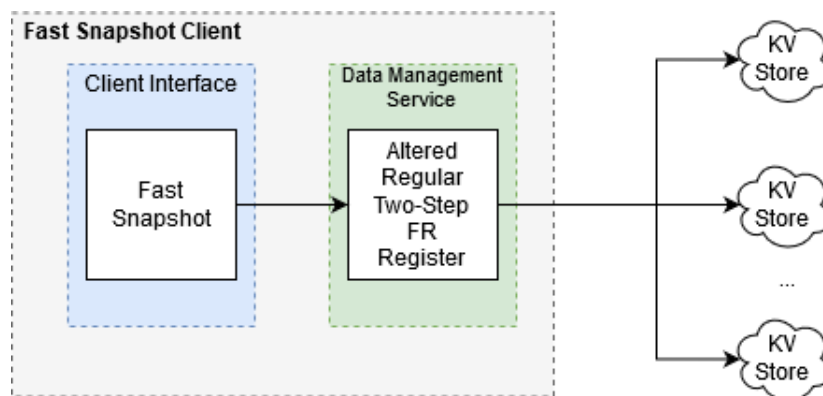 Fast Snapshot Client
Client Interface
Fast
Snapshot
Data Management
Service
Altered
Regular
Two-Step
FR
Register
KV
Store
KV
Store
...
KV
Store